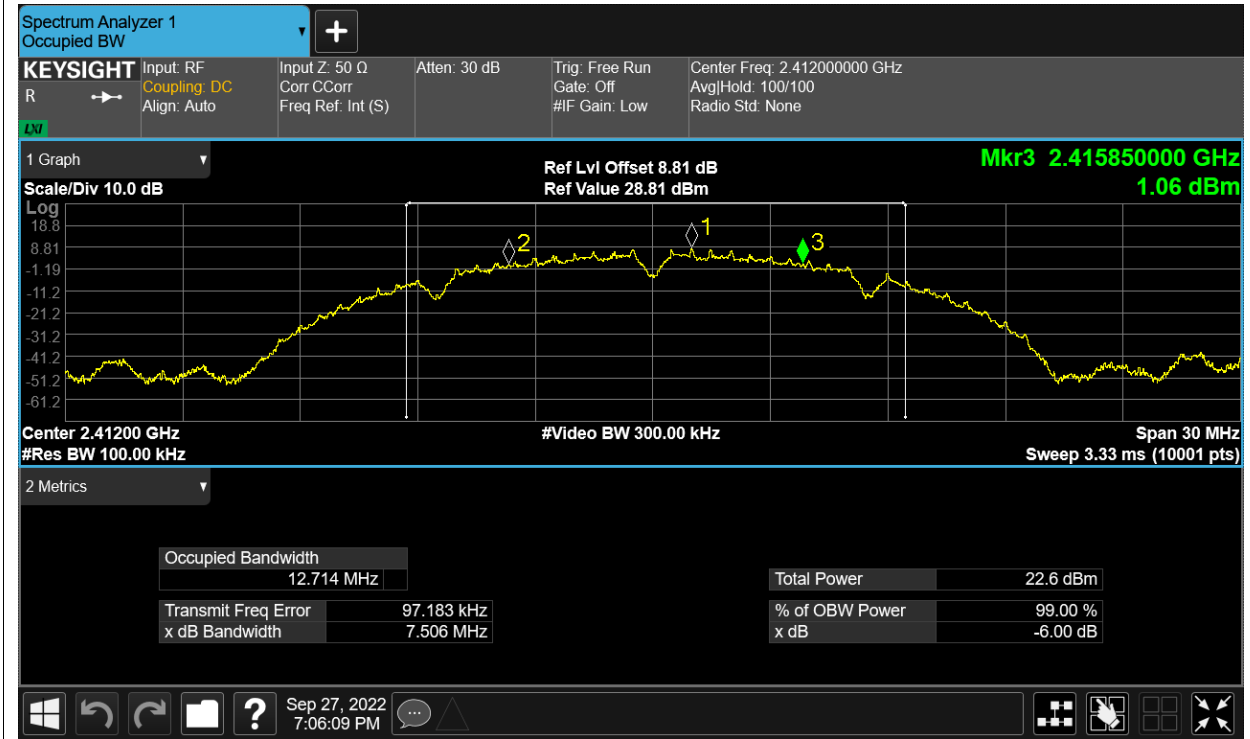 Spectrum Analyzer 1
Occupied BW
KEYSIGHT
R
LXI
Input: RF
Coupling: DC
Align: Auto
Input Z: 50 Ω
Corr CCorr
Freq Ref: Int (S)
Atten: 30 dB
Trig: Free Run
Gate: Off
#IF Gain: Low
Center Freq: 2.412000000 GHz
Avg|Hold: 100/100
Radio Std: None
1 Graph
Scale/Div 10.0 dB
Ref Lvl Offset 8.81 dB
Ref Value 28.81 dBm
Mkr3 2.415850000 GHz
1.06 dBm
Log
18.8
8.81
-1.19
-11.2
-21.2
-31.2
-41.2
-51.2
-61.2
2
1
3
Center 2.41200 GHz
#Res BW 100.00 kHz
#Video BW 300.00 kHz
Span 30 MHz
Sweep 3.33 ms (10001 pts)
2 Metrics
Occupied Bandwidth
12.714 MHz
Total Power 22.6 dBm
Transmit Freq Error 97.183 kHz
% of OBW Power 99.00 %
x dB Bandwidth 7.506 MHz
x dB -6.00 dB
?
Sep 27, 2022
7:06:09 PM